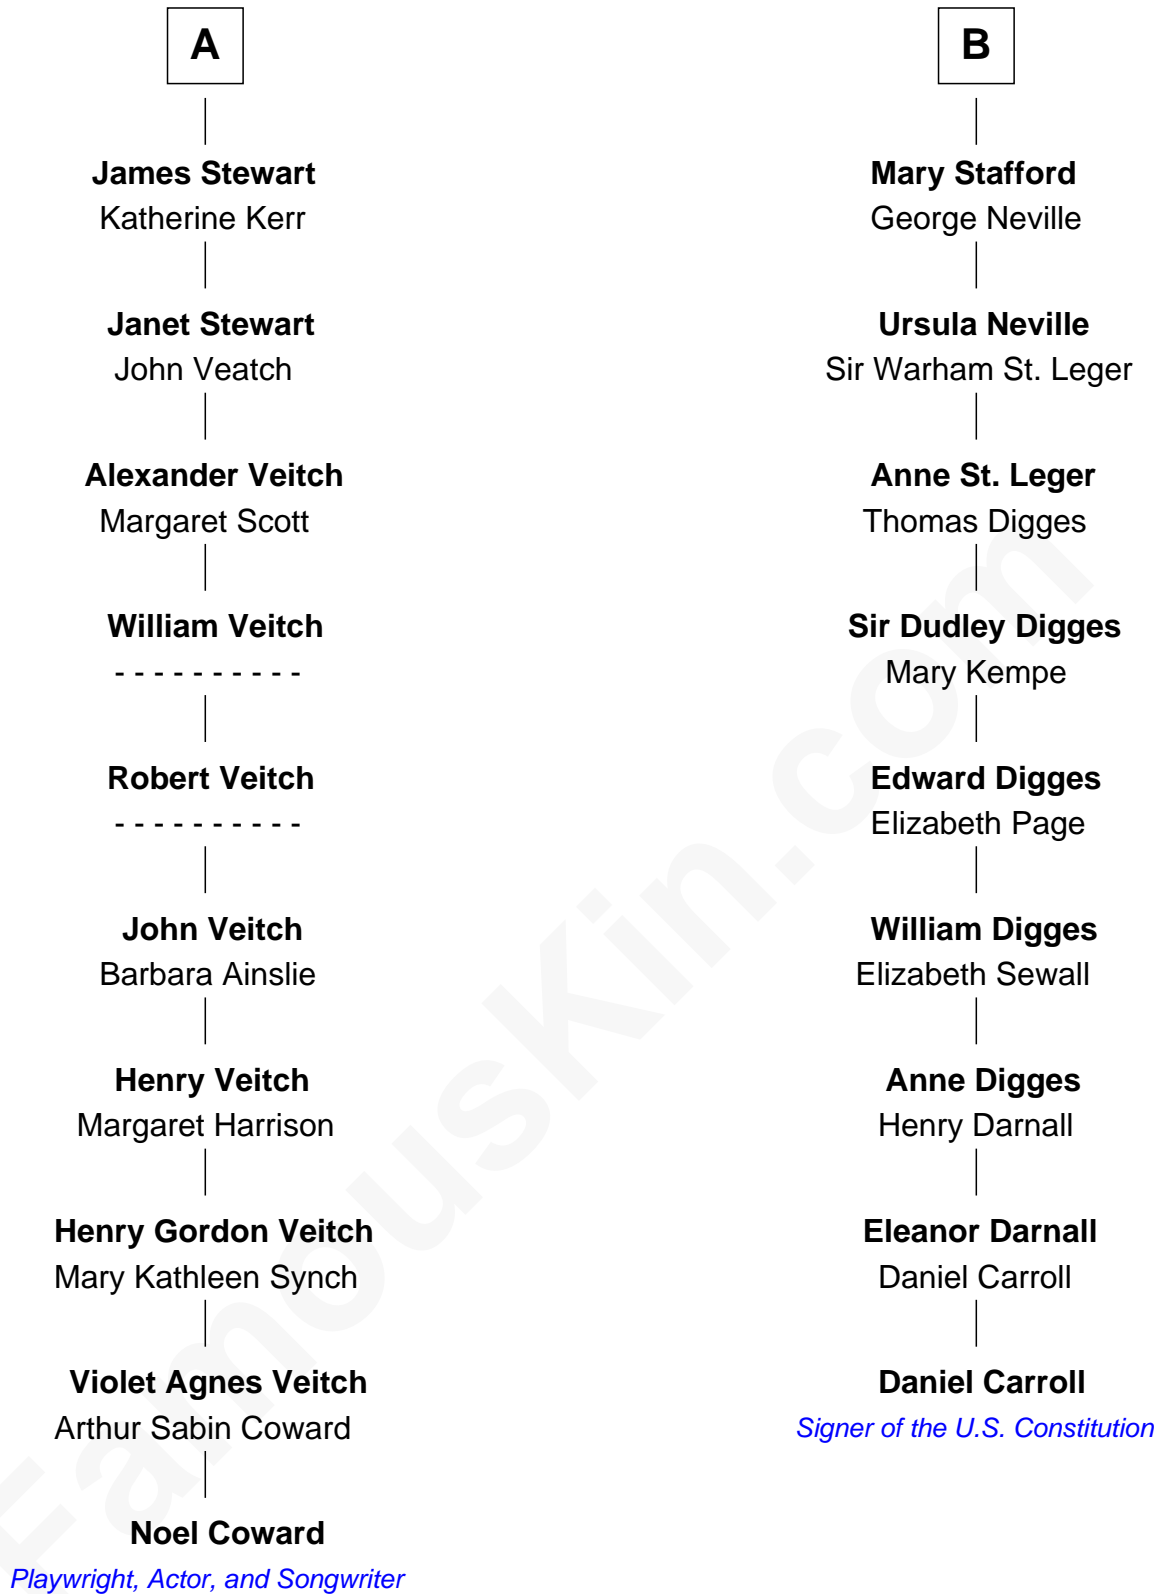 A
James Stewart
Katherine Kerr
Janet Stewart
John Veatch
Alexander Veitch
Margaret Scott
William Veitch
- - - - - - - - - -
Robert Veitch
- - - - - - - - - -
John Veitch
Barbara Ainslie
Henry Veitch
Margaret Harrison
Henry Gordon Veitch
Mary Kathleen Synch
Violet Agnes Veitch
Arthur Sabin Coward
Noel Coward
Playwright, Actor, and Songwriter
B
Mary Stafford
George Neville
Ursula Neville
Sir Warham St. Leger
Anne St. Leger
Thomas Digges
Sir Dudley Digges
Mary Kempe
Edward Digges
Elizabeth Page
William Digges
Elizabeth Sewall
Anne Digges
Henry Darnall
Eleanor Darnall
Daniel Carroll
Daniel Carroll
Signer of the U.S. Constitution
FamousKin.com